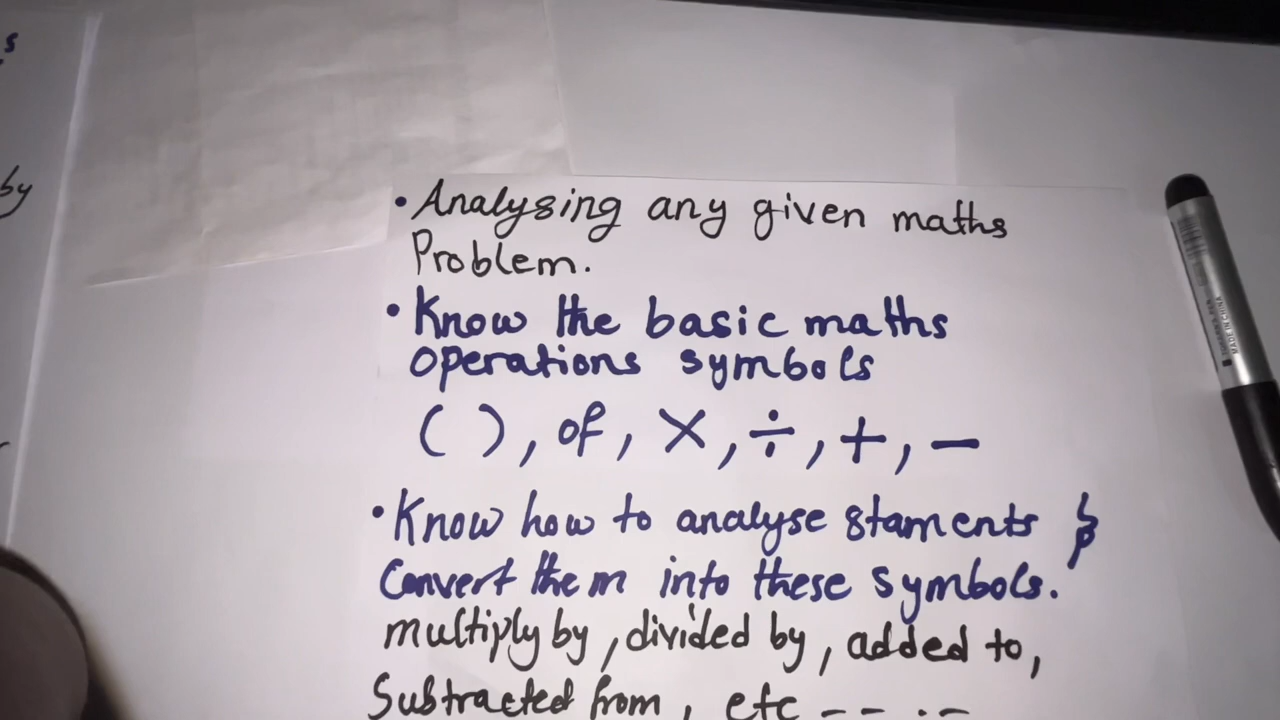 • Analysing any given maths
Problem.
• Know the basic maths
operations symbols
( ), of, ×, ÷, +, −
• Know how to analyse staments &
Convert them into these symbols.
multiply by, divided by, added to,
Subtracted from, etc – – . –
s
by